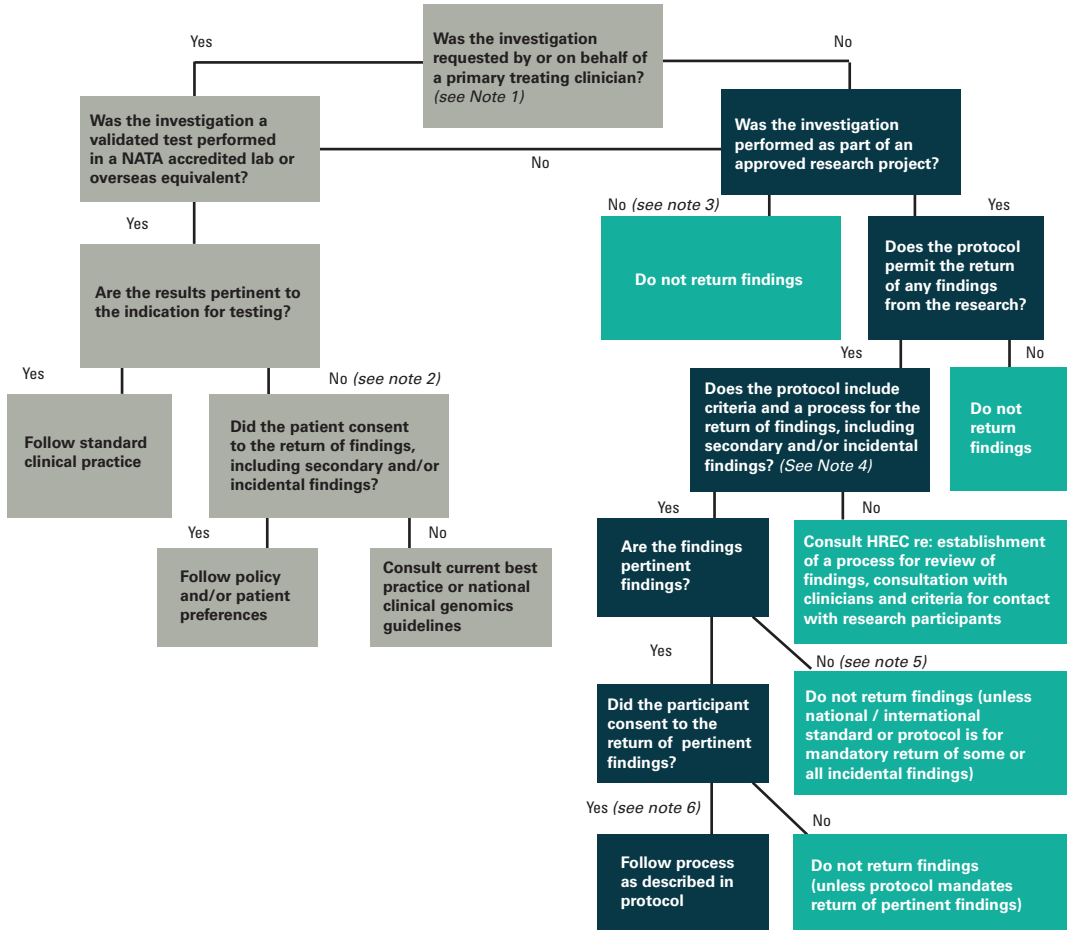 Yes
Was the investigation
requested by or on behalf of
a primary treating clinician?
(see Note 1)
No
Was the investigation a
validated test performed
in a NATA accredited lab or
overseas equivalent?
No
Was the investigation
performed as part of an
approved research project?
Yes
No (see note 3)
Yes
Are the results pertinent to
the indication for testing?
Do not return findings
Does the protocol
permit the return
of any findings
from the research?
Yes
No (see note 2)
Yes
No
Follow standard
clinical practice
Did the patient consent
to the return of findings,
including secondary and/or
incidental findings?
Does the protocol include
criteria and a process for the
return of findings, including
secondary and/or incidental
findings? (See Note 4)
Do not
return
findings
Yes
No
Yes
No
Follow policy
and/or patient
preferences
Consult current best
practice or national
clinical genomics
guidelines
Are the findings
pertinent
findings?
Consult HREC re: establishment
of a process for review of
findings, consultation with
clinicians and criteria for contact
with research participants
Yes
No (see note 5)
Did the participant
consent to the
return of pertinent
findings?
Do not return findings (unless
national / international
standard or protocol is for
mandatory return of some or
all incidental findings)
Yes (see note 6)
No
Follow process
as described in
protocol
Do not return findings
(unless protocol mandates
return of pertinent findings)